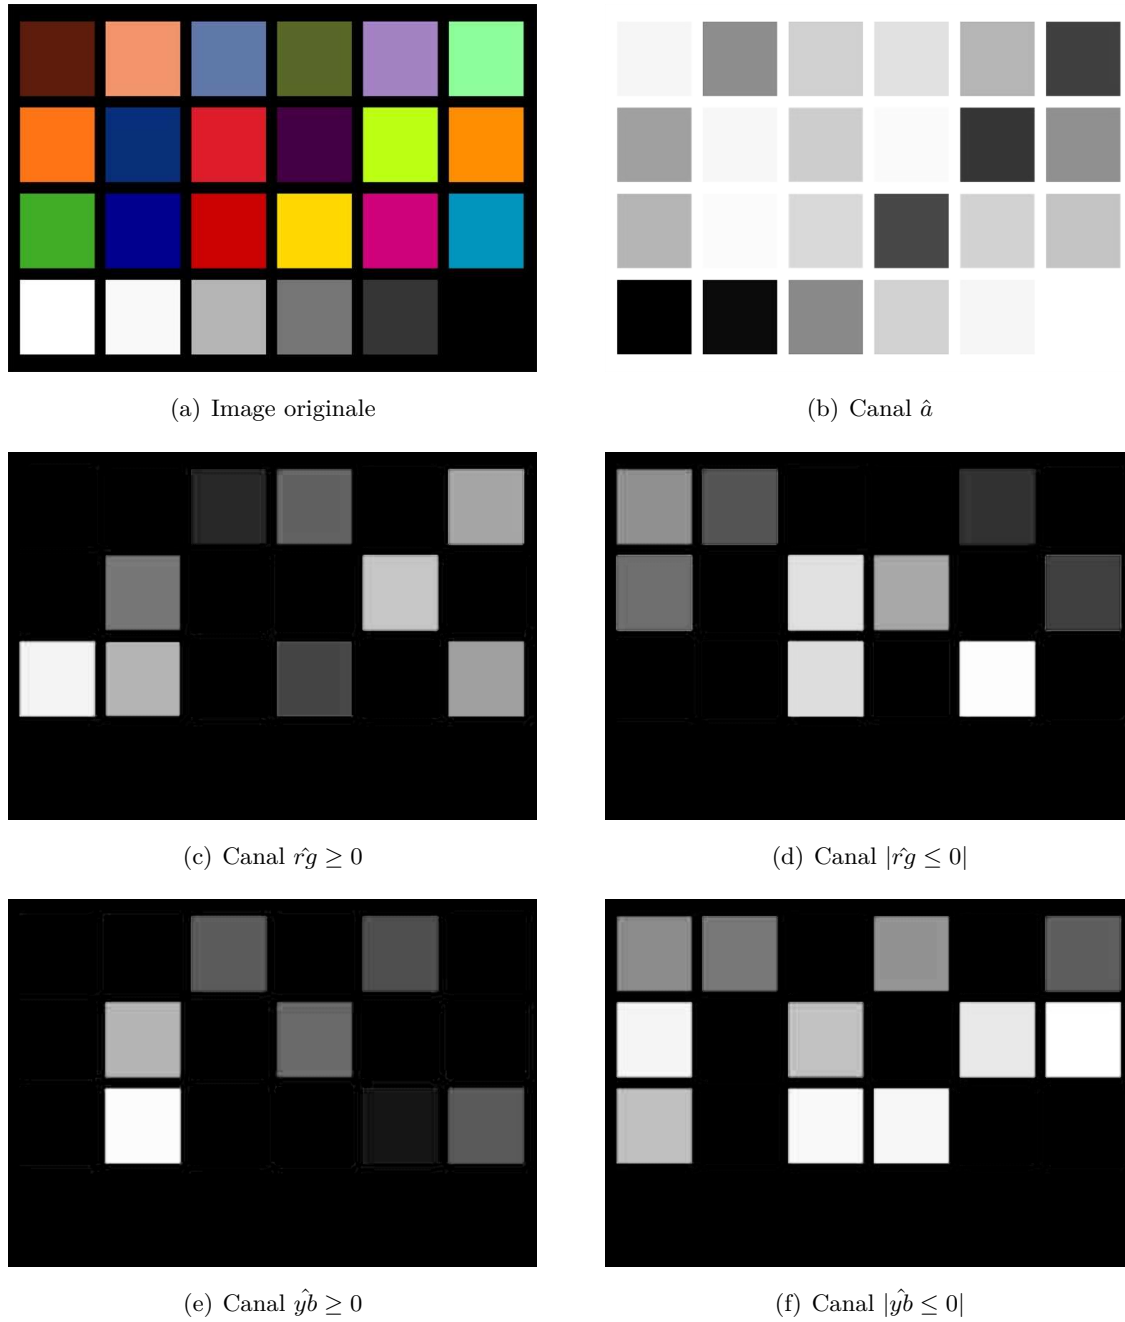 (a) Image originale
(b) Canal â
(c) Canal r̂g ≥ 0
(d) Canal |r̂g ≤ 0|
(e) Canal ŷb ≥ 0
(f) Canal |ŷb ≤ 0|